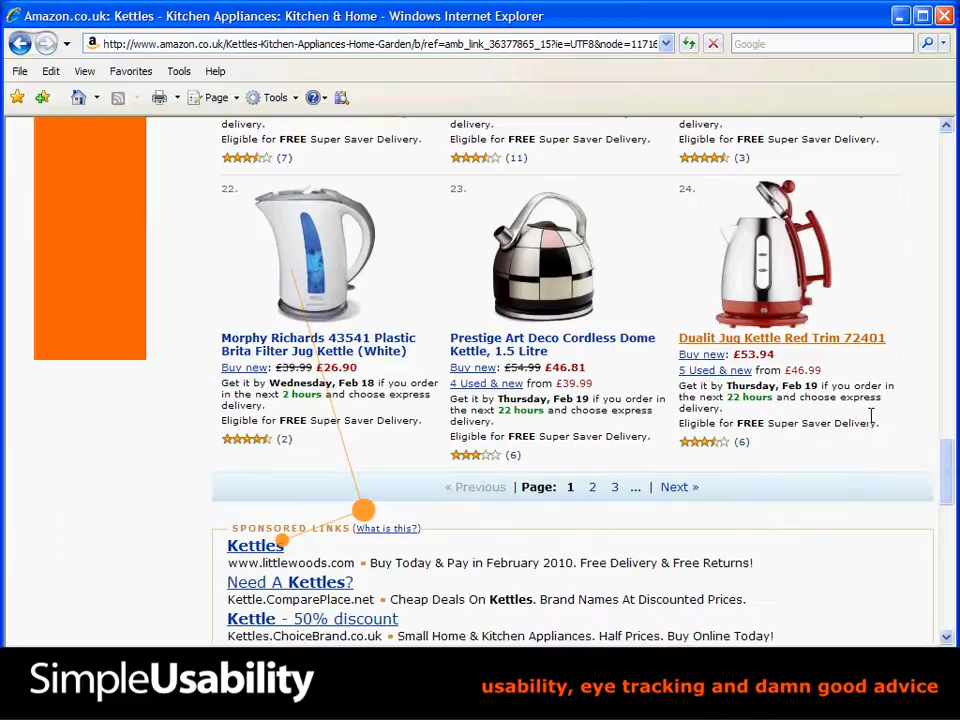 Amazon.co.uk: Kettles - Kitchen Appliances: Kitchen & Home - Windows Internet Explorer
http://www.amazon.co.uk/Kettles-Kitchen-Appliances-Home-Garden/b/ref=amb_link_36377865_15?ie=UTF8&node=11716
Google
File Edit View Favorites Tools Help
Page Tools
delivery. delivery. delivery.
Eligible for FREE Super Saver Delivery. Eligible for FREE Super Saver Delivery. Eligible for FREE Super Saver Delivery.
(7) (11) (3)
22. 23. 24.
Morphy Richards 43541 Plastic
Brita Filter Jug Kettle (White)
Buy new: £39.99 £26.90
Get it by Wednesday, Feb 18 if you order
in the next 2 hours and choose express
delivery.
Eligible for FREE Super Saver Delivery.
(2)
Prestige Art Deco Cordless Dome
Kettle, 1.5 Litre
Buy new: £54.99 £46.81
4 Used & new from £39.99
Get it by Thursday, Feb 19 if you order in
the next 22 hours and choose express
delivery.
Eligible for FREE Super Saver Delivery.
(6)
Dualit Jug Kettle Red Trim 72401
Buy new: £53.94
5 Used & new from £46.99
Get it by Thursday, Feb 19 if you order in
the next 22 hours and choose express
delivery.
Eligible for FREE Super Saver Delivery.
(6)
« Previous | Page: 1 2 3 ... | Next »
SPONSORED LINKS (What is this?)
Kettles
www.littlewoods.com ▪ Buy Today & Pay in February 2010. Free Delivery & Free Returns!
Need A Kettles?
Kettle.ComparePlace.net ▪ Cheap Deals On Kettles. Brand Names At Discounted Prices.
Kettle - 50% discount
Kettles.ChoiceBrand.co.uk ▪ Small Home & Kitchen Appliances. Half Prices. Buy Online Today!
SimpleUsability
usability, eye tracking and damn good advice